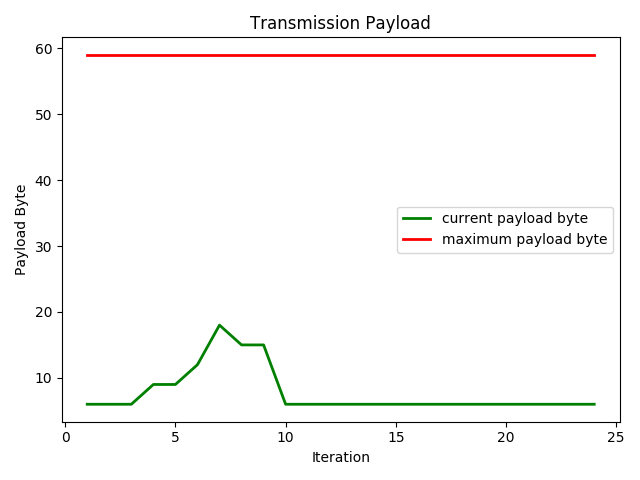 Transmission Payload
Payload Byte
60
50
40
30
20
10
current payload byte
maximum payload byte
0
5
10
15
20
25
Iteration